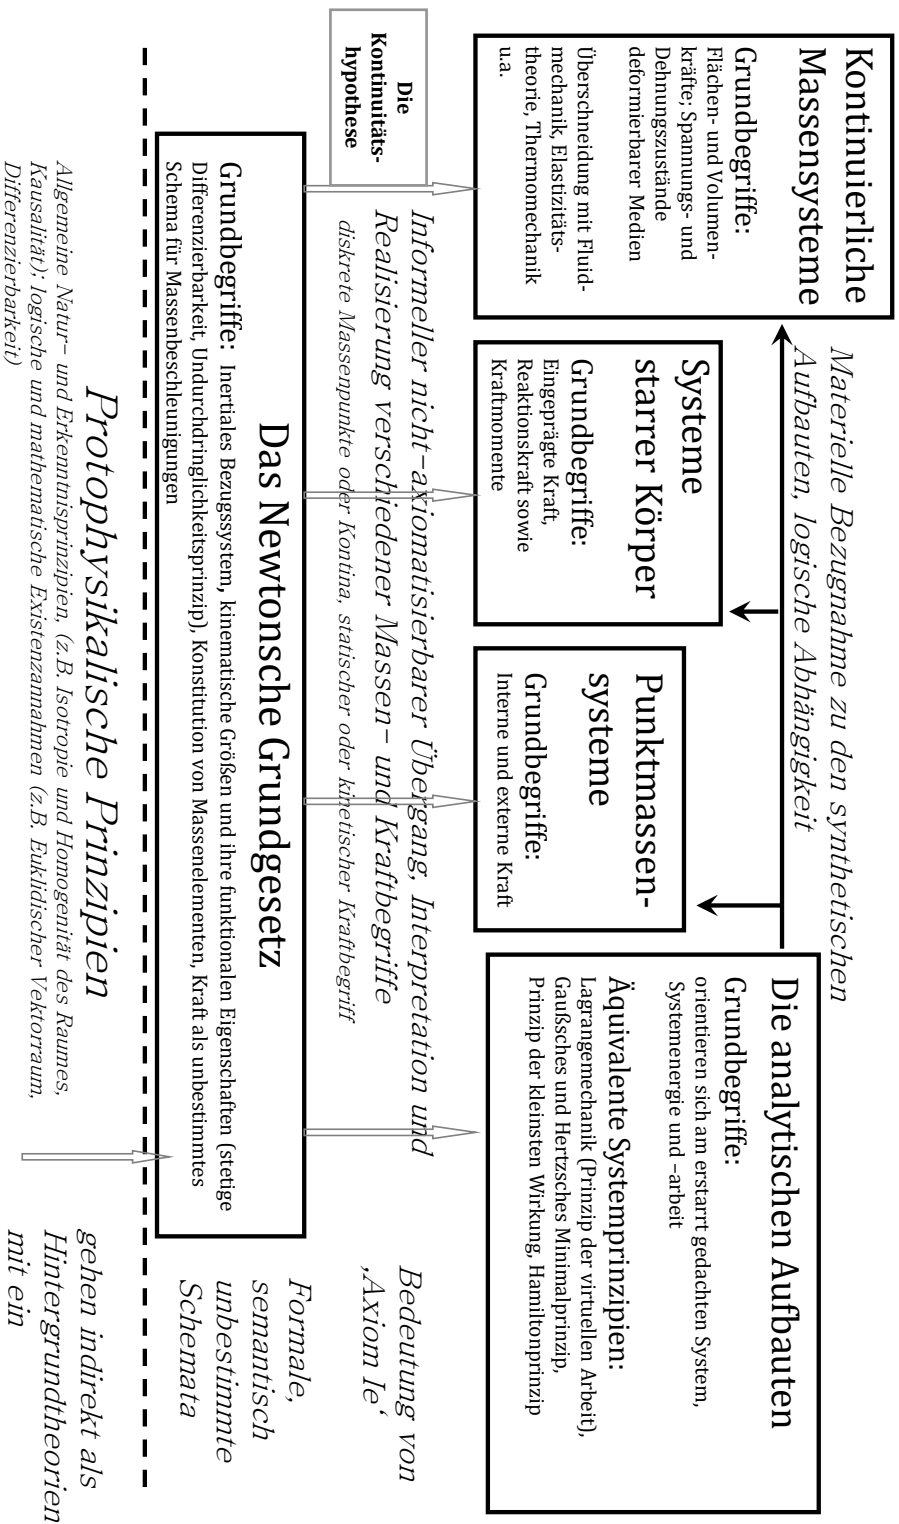 Materielle Bezugnahme zu den synthetischen
Aufbauten, logische Abhängigkeit
Kontinuierliche
Massensysteme
Grundbegriffe:
Flächen- und Volumen-
kräfte; Spannungs- und
Dehnungszustände
deformierbarer Medien
Überschneidung mit Fluid-
mechanik, Elastizitäts-
theorie, Thermomechanik
u.a.
Systeme
starrer Körper
Grundbegriffe:
Eingeprägte Kraft,
Reaktionskraft sowie
Kraftmomente
Punktmassen-
systeme
Grundbegriffe:
Interne und externe Kraft
Die analytischen Aufbauten
Grundbegriffe:
orientieren sich am erstarrt gedachten System,
Systemenergie und –arbeit
Äquivalente Systemprinzipien:
Lagrangemechanik (Prinzip der virtuellen Arbeit),
Gaußsches und Hertzsches Minimalprinzip,
Prinzip der kleinsten Wirkung, Hamiltonprinzip
Die
Kontinuitäts-
hypothese
Informeller nicht-axiomatisierbarer Übergang, Interpretation und
Realisierung verschiedener Massen- und Kraftbegriffe
diskrete Massenpunkte oder Kontina, statischer oder kinetischer Kraftbegriff
Bedeutung von
‚Axiom Ie‘
Das Newtonsche Grundgesetz
Grundbegriffe: Inertiales Bezugssystem, kinematische Größen und ihre funktionalen Eigenschaften (stetige
Differenzierbarkeit, Undurchdringlichkeitsprinzip), Konstitution von Massenelementen, Kraft als unbestimmtes
Schema für Massenbeschleunigungen
Formale,
semantisch
unbestimmte
Schemata
Protophysikalische Prinzipien
Allgemeine Natur- und Erkenntnisprinzipien, (z.B. Isotropie und Homogenität des Raumes,
Kausalität); logische und mathematische Existenzannahmen (z.B. Euklidischer Vektorraum,
Differenzierbarkeit)
gehen indirekt als
Hintergrundtheorien
mit ein